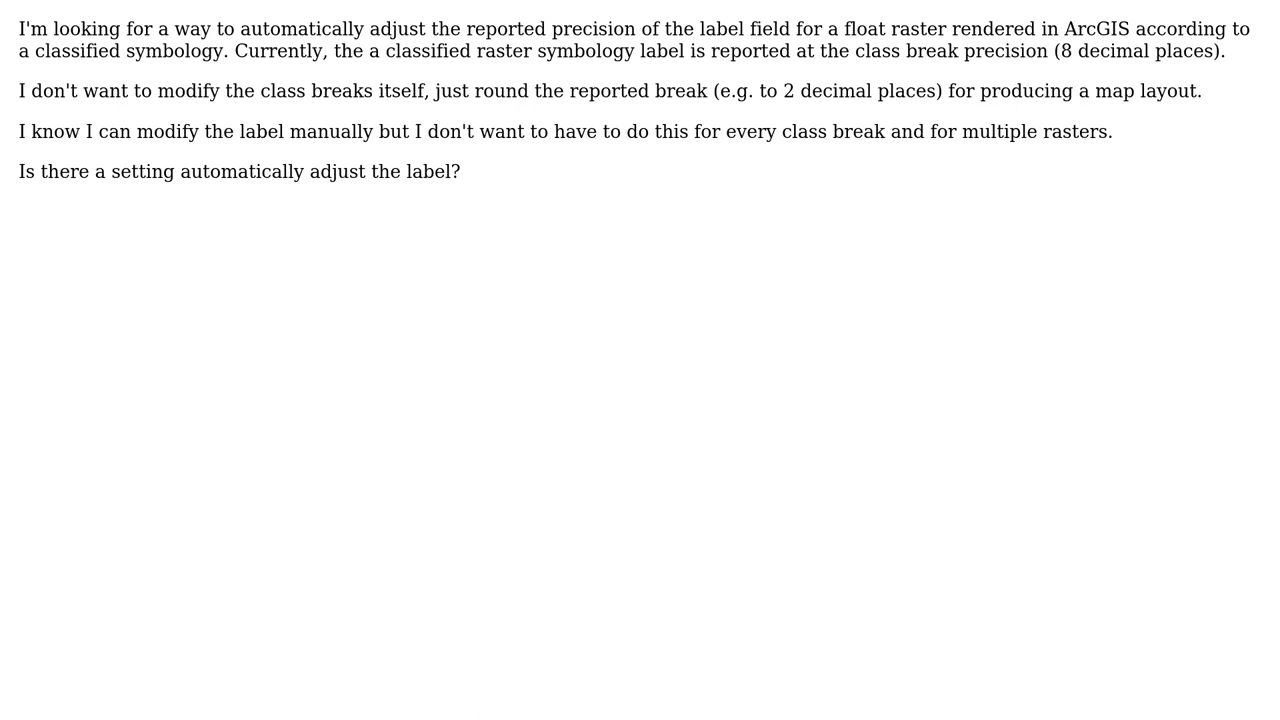 I'm looking for a way to automatically adjust the reported precision of the label field for a float raster rendered in ArcGIS according to
a classified symbology. Currently, the a classified raster symbology label is reported at the class break precision (8 decimal places).
I don't want to modify the class breaks itself, just round the reported break (e.g. to 2 decimal places) for producing a map layout.
I know I can modify the label manually but I don't want to have to do this for every class break and for multiple rasters.
Is there a setting automatically adjust the label?